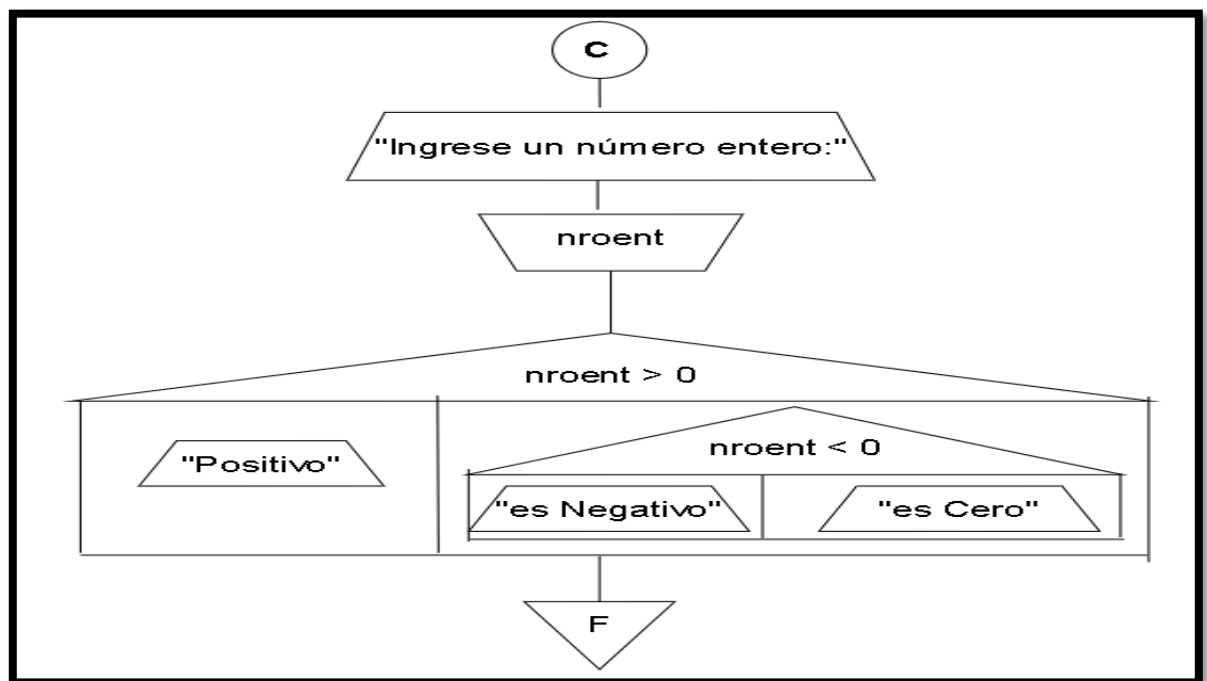 C
"Ingrese un número entero:"
nroent
nroent > 0
nroent < 0
"Positivo"
"es Negativo"
"es Cero"
F